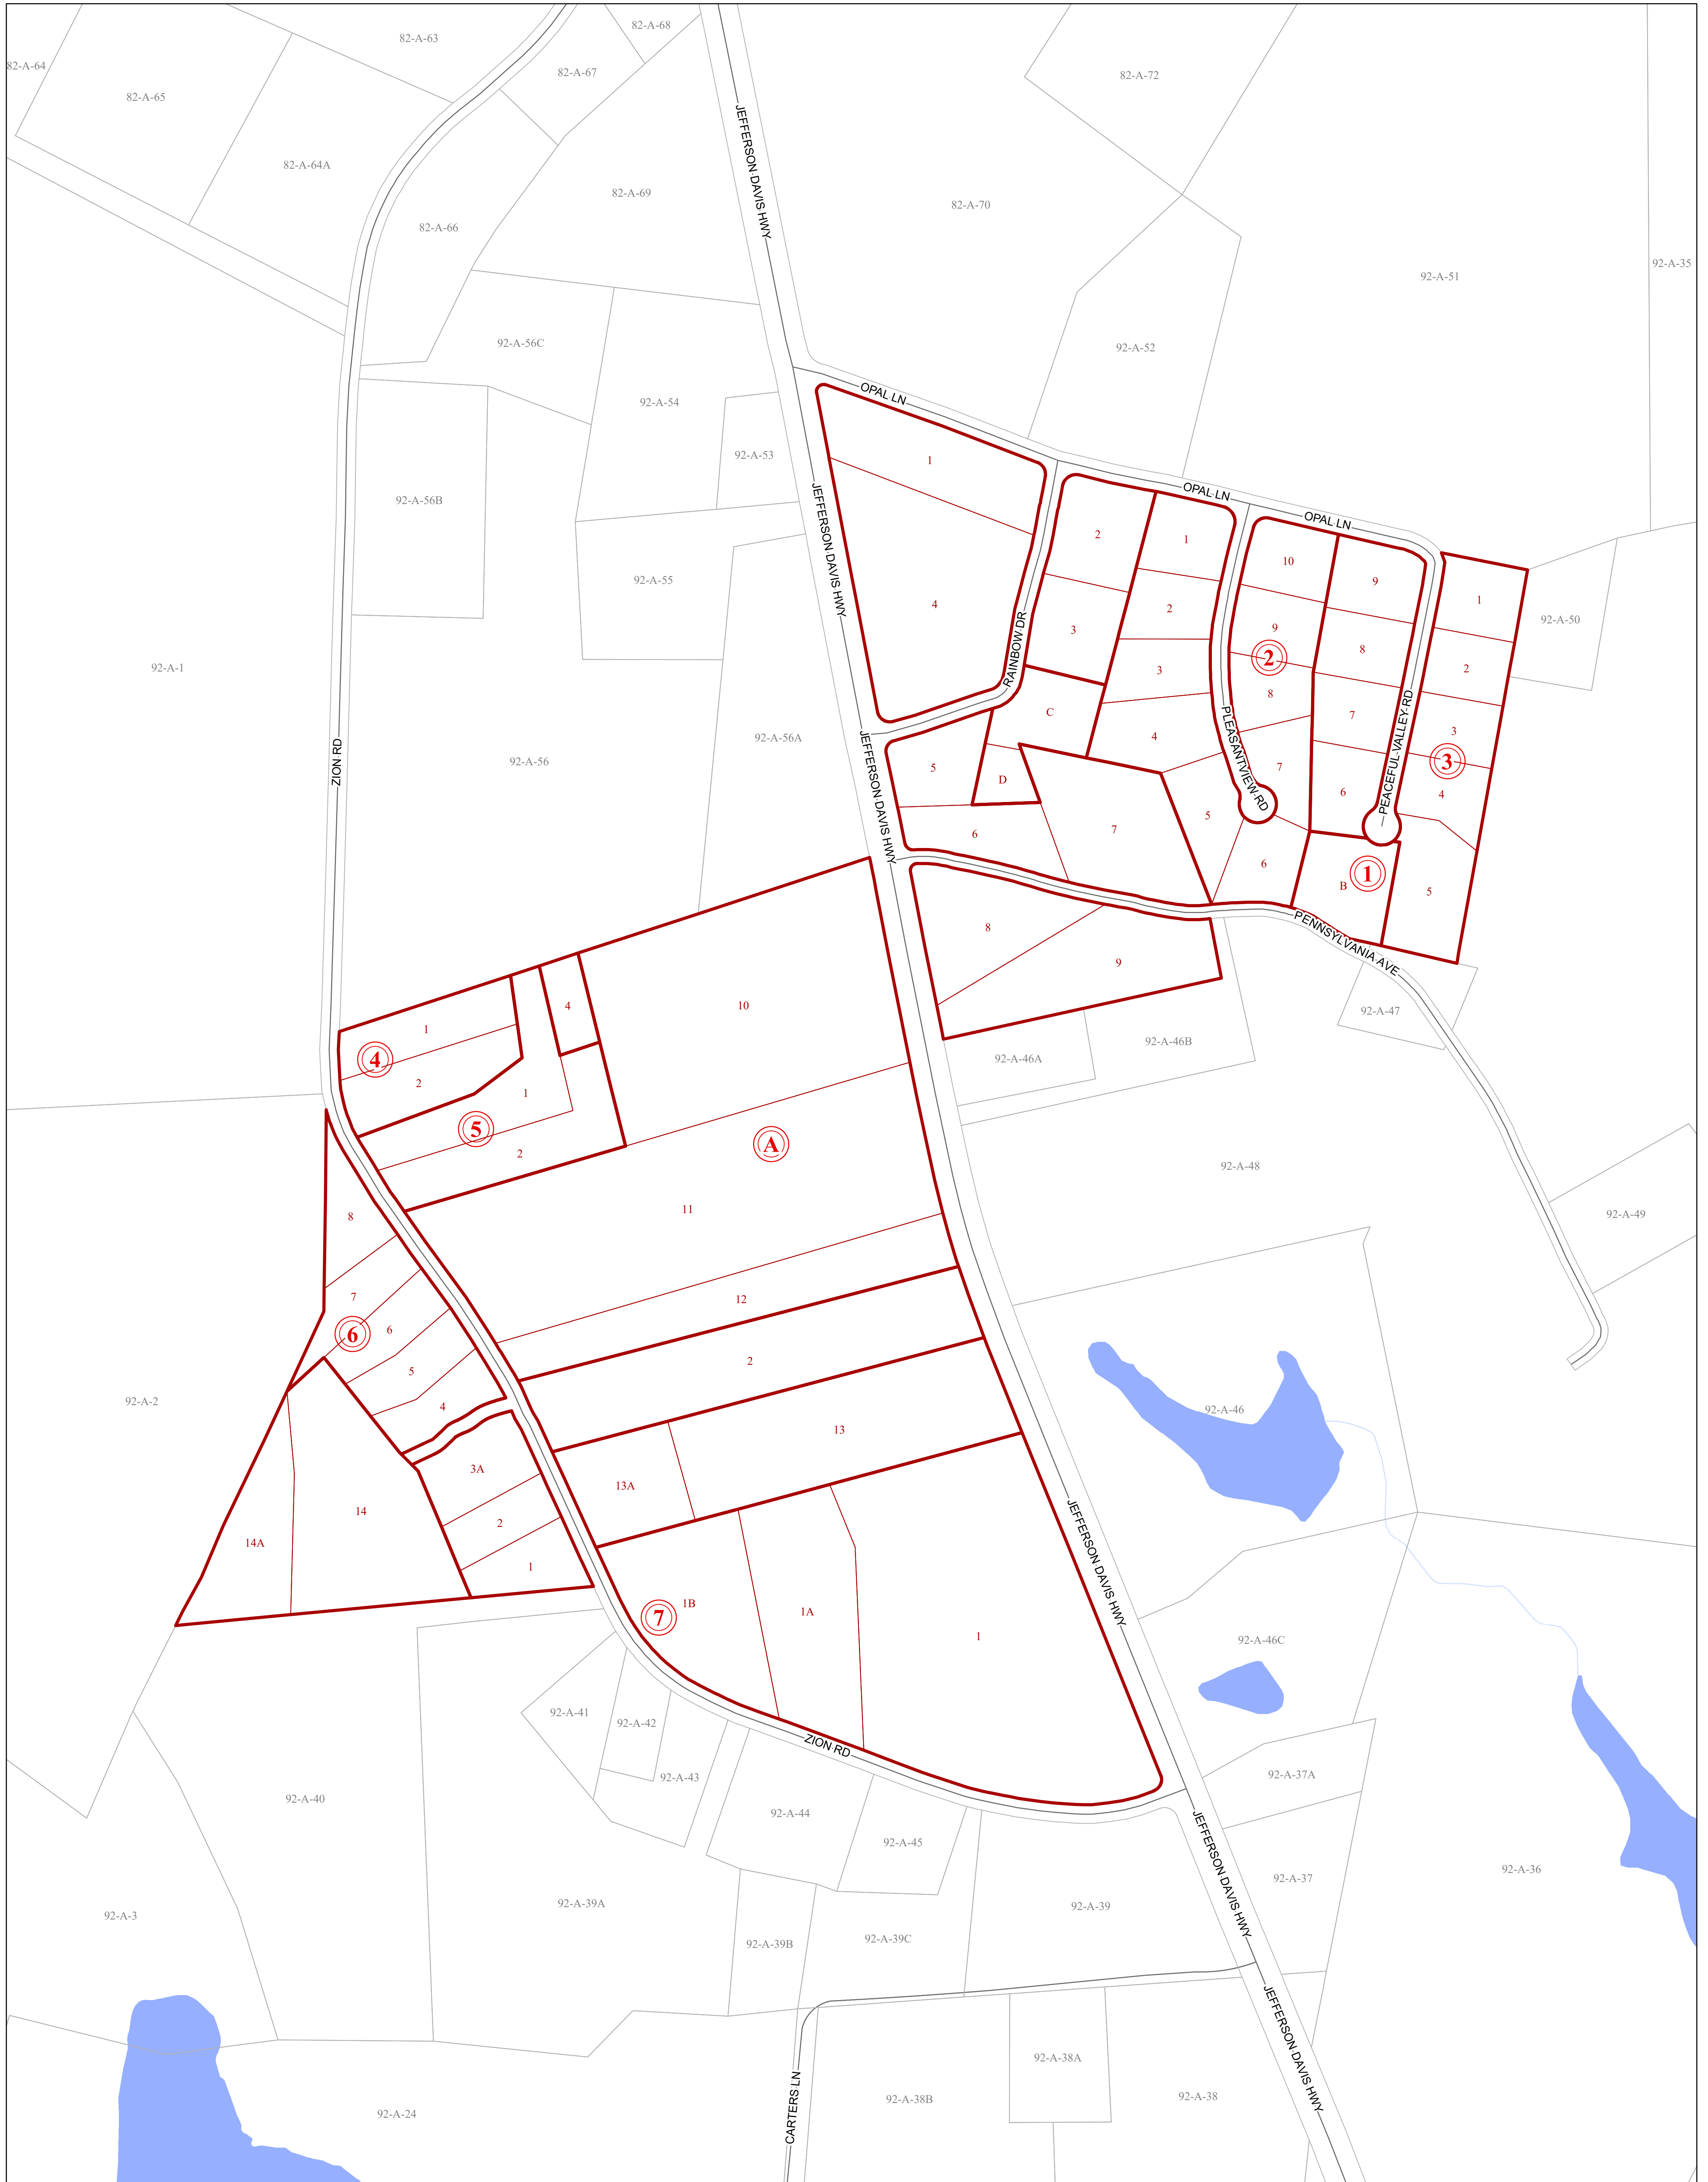 82-A-68
82-A-63
82-A-64
82-A-67
82-A-72
82-A-65
JEFFERSON DAVIS HWY
82-A-64A
82-A-69
82-A-70
82-A-66
92-A-35
92-A-51
92-A-56C
92-A-52
OPAL LN
92-A-54
92-A-53
1
92-A-56B
OPAL LN
OPAL LN
JEFFERSON DAVIS HWY
2
1
10
9
92-A-55
4
2
1
92-A-50
3
9
8
RAINBOW DR
2
2
92-A-1
3
8
C
7
3
PLEASANTVIEW RD
PEACEFUL VALLEY RD
ZION RD
92-A-56
92-A-56A
4
3
5
D
7
6
4
JEFFERSON DAVIS HWY
5
7
6
6
1
B
5
8
PENNSYLVANIA AVE
9
10
4
92-A-47
1
92-A-46B
4
92-A-46A
2
1
5
A
2
92-A-48
11
8
92-A-49
7
12
6
6
2
5
92-A-2
4
92-A-46
13
3A
13A
14
2
14A
JEFFERSON DAVIS HWY
1
1B
7
1A
1
92-A-46C
92-A-41
92-A-42
ZION RD
92-A-43
92-A-37A
92-A-40
92-A-44
92-A-45
JEFFERSON DAVIS HWY
92-A-36
92-A-37
92-A-39A
92-A-39
92-A-3
92-A-39C
92-A-39B
JEFFERSON DAVIS HWY
92-A-38A
CARTERS LN
92-A-38B
92-A-38
92-A-24